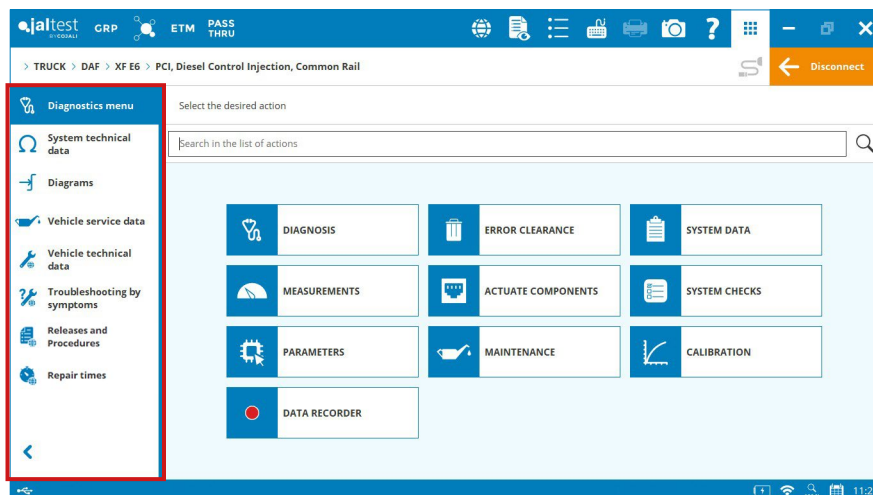 jaltest
BY COJALI
GRP
ETM
PASS
THRU
?
> TRUCK > DAF > XF E6 > PCI, Diesel Control Injection, Common Rail
Disconnect
Diagnostics menu
Select the desired action
System technical
data
Search in the list of actions
Diagrams
Vehicle service data
Vehicle technical
data
Troubleshooting by
symptoms
Releases and
Procedures
Repair times
DIAGNOSIS
ERROR CLEARANCE
SYSTEM DATA
MEASUREMENTS
ACTUATE COMPONENTS
SYSTEM CHECKS
PARAMETERS
MAINTENANCE
CALIBRATION
DATA RECORDER